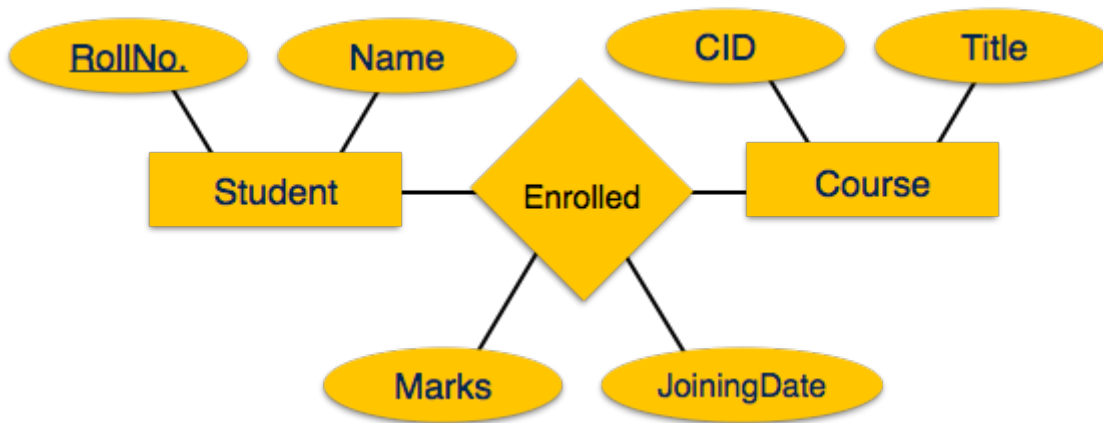 RollNo.
Name
CID
Title
Student
Enrolled
Course
Marks
JoiningDate